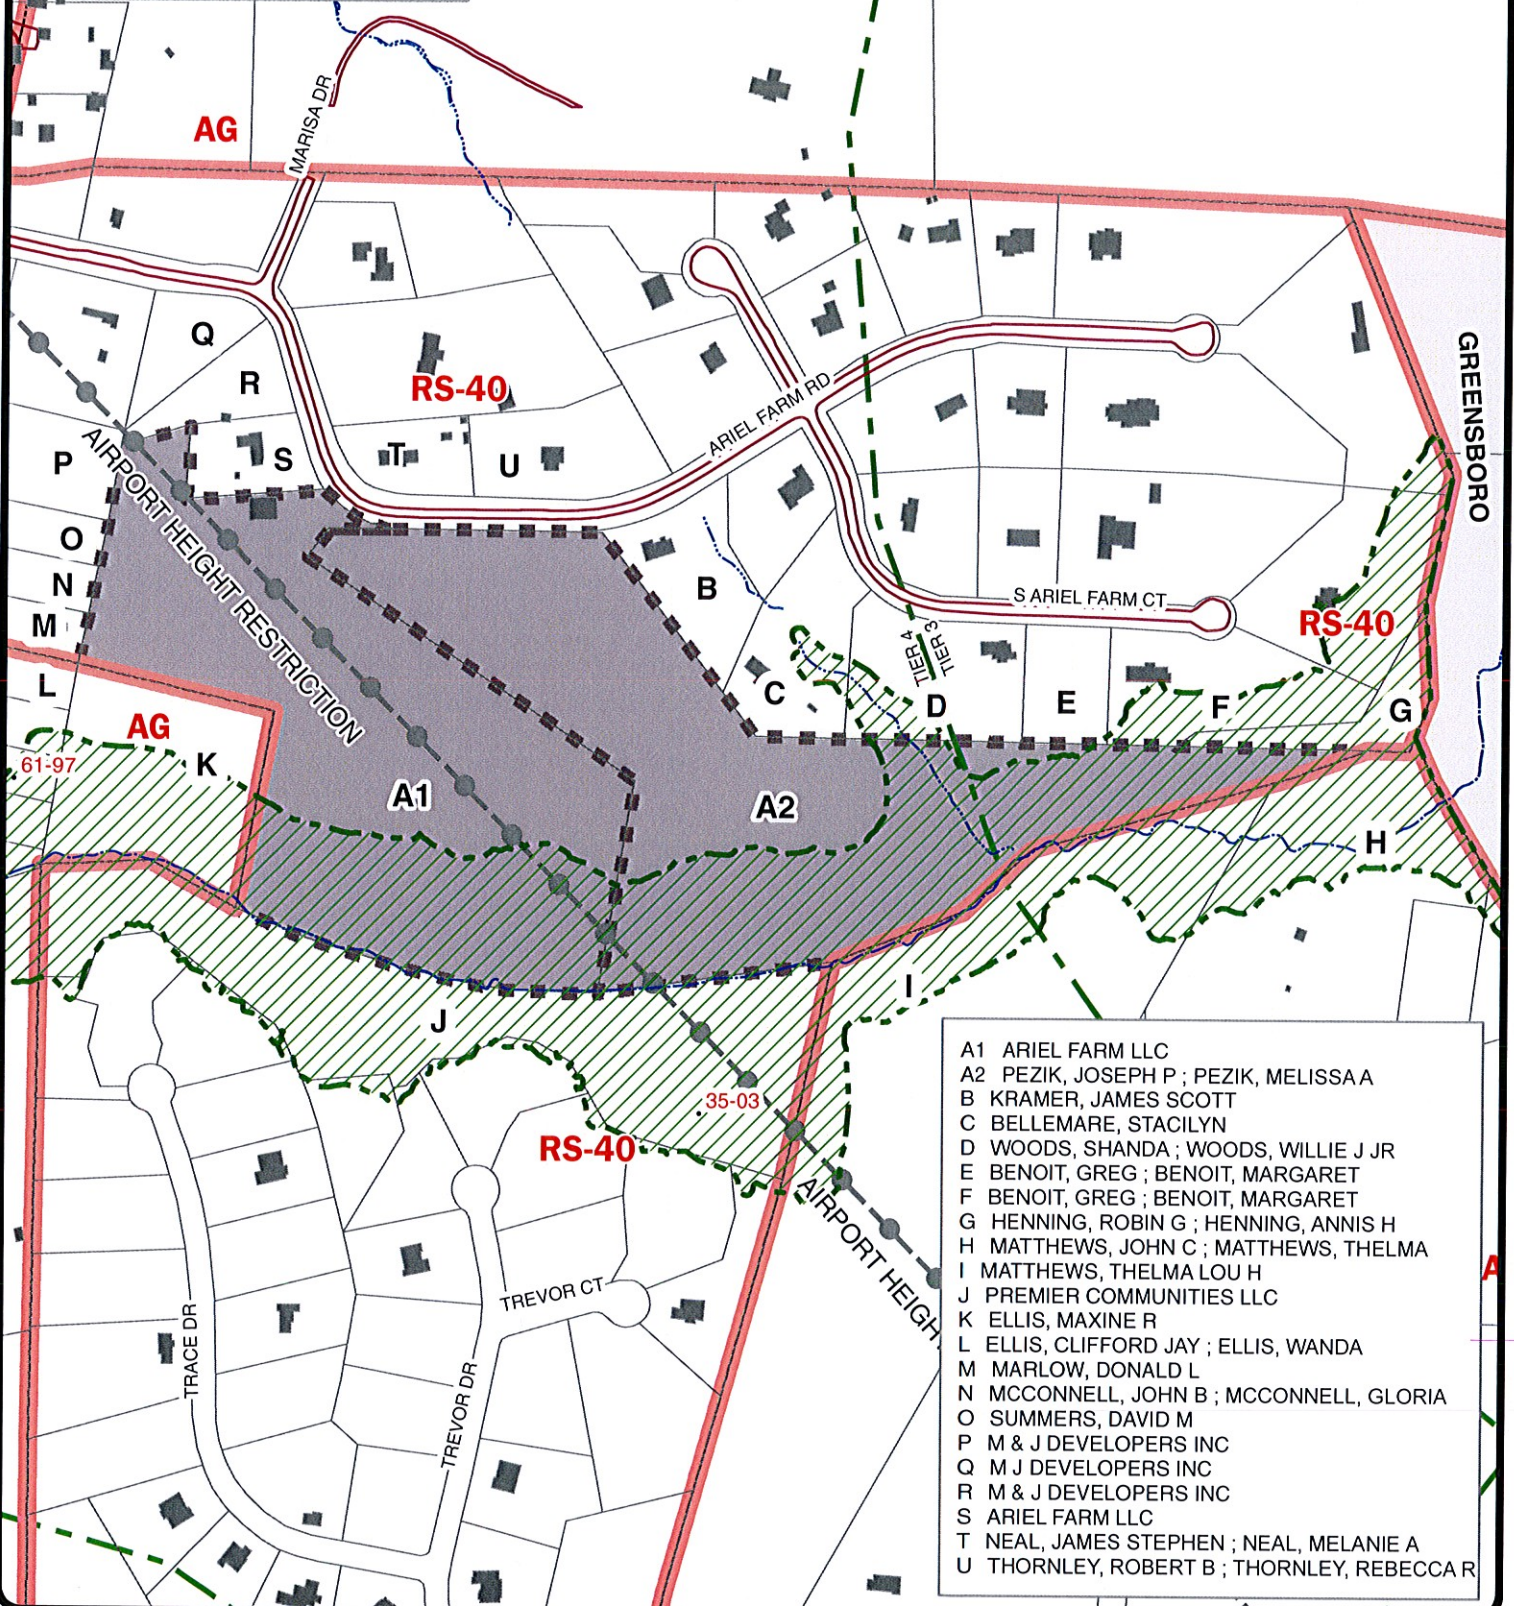 MARISA DR
AG
Q
R
RS-40
GREENSBORO
ARIEL FARM RD
P
S
T
U
AIRPORT HEIGHT RESTRICTION
O
N
B
M
S ARIEL FARM CT
RS-40
TIER 4
TIER 3
L
C
D
E
F
G
AG
61-97
K
A1
A2
H
I
J
35-03
RS-40
AIRPORT HEIGH
TREVOR CT
TRACE DR
TREVOR DR
A
A1 ARIEL FARM LLC
A2 PEZIK, JOSEPH P ; PEZIK, MELISSA A
B KRAMER, JAMES SCOTT
C BELLEMARE, STACILYN
D WOODS, SHANDA ; WOODS, WILLIE J JR
E BENOIT, GREG ; BENOIT, MARGARET
F BENOIT, GREG ; BENOIT, MARGARET
G HENNING, ROBIN G ; HENNING, ANNIS H
H MATTHEWS, JOHN C ; MATTHEWS, THELMA
I MATTHEWS, THELMA LOU H
J PREMIER COMMUNITIES LLC
K ELLIS, MAXINE R
L ELLIS, CLIFFORD JAY ; ELLIS, WANDA
M MARLOW, DONALD L
N MCCONNELL, JOHN B ; MCCONNELL, GLORIA
O SUMMERS, DAVID M
P M & J DEVELOPERS INC
Q M J DEVELOPERS INC
R M & J DEVELOPERS INC
S ARIEL FARM LLC
T NEAL, JAMES STEPHEN ; NEAL, MELANIE A
U THORNLEY, ROBERT B ; THORNLEY, REBECCA R